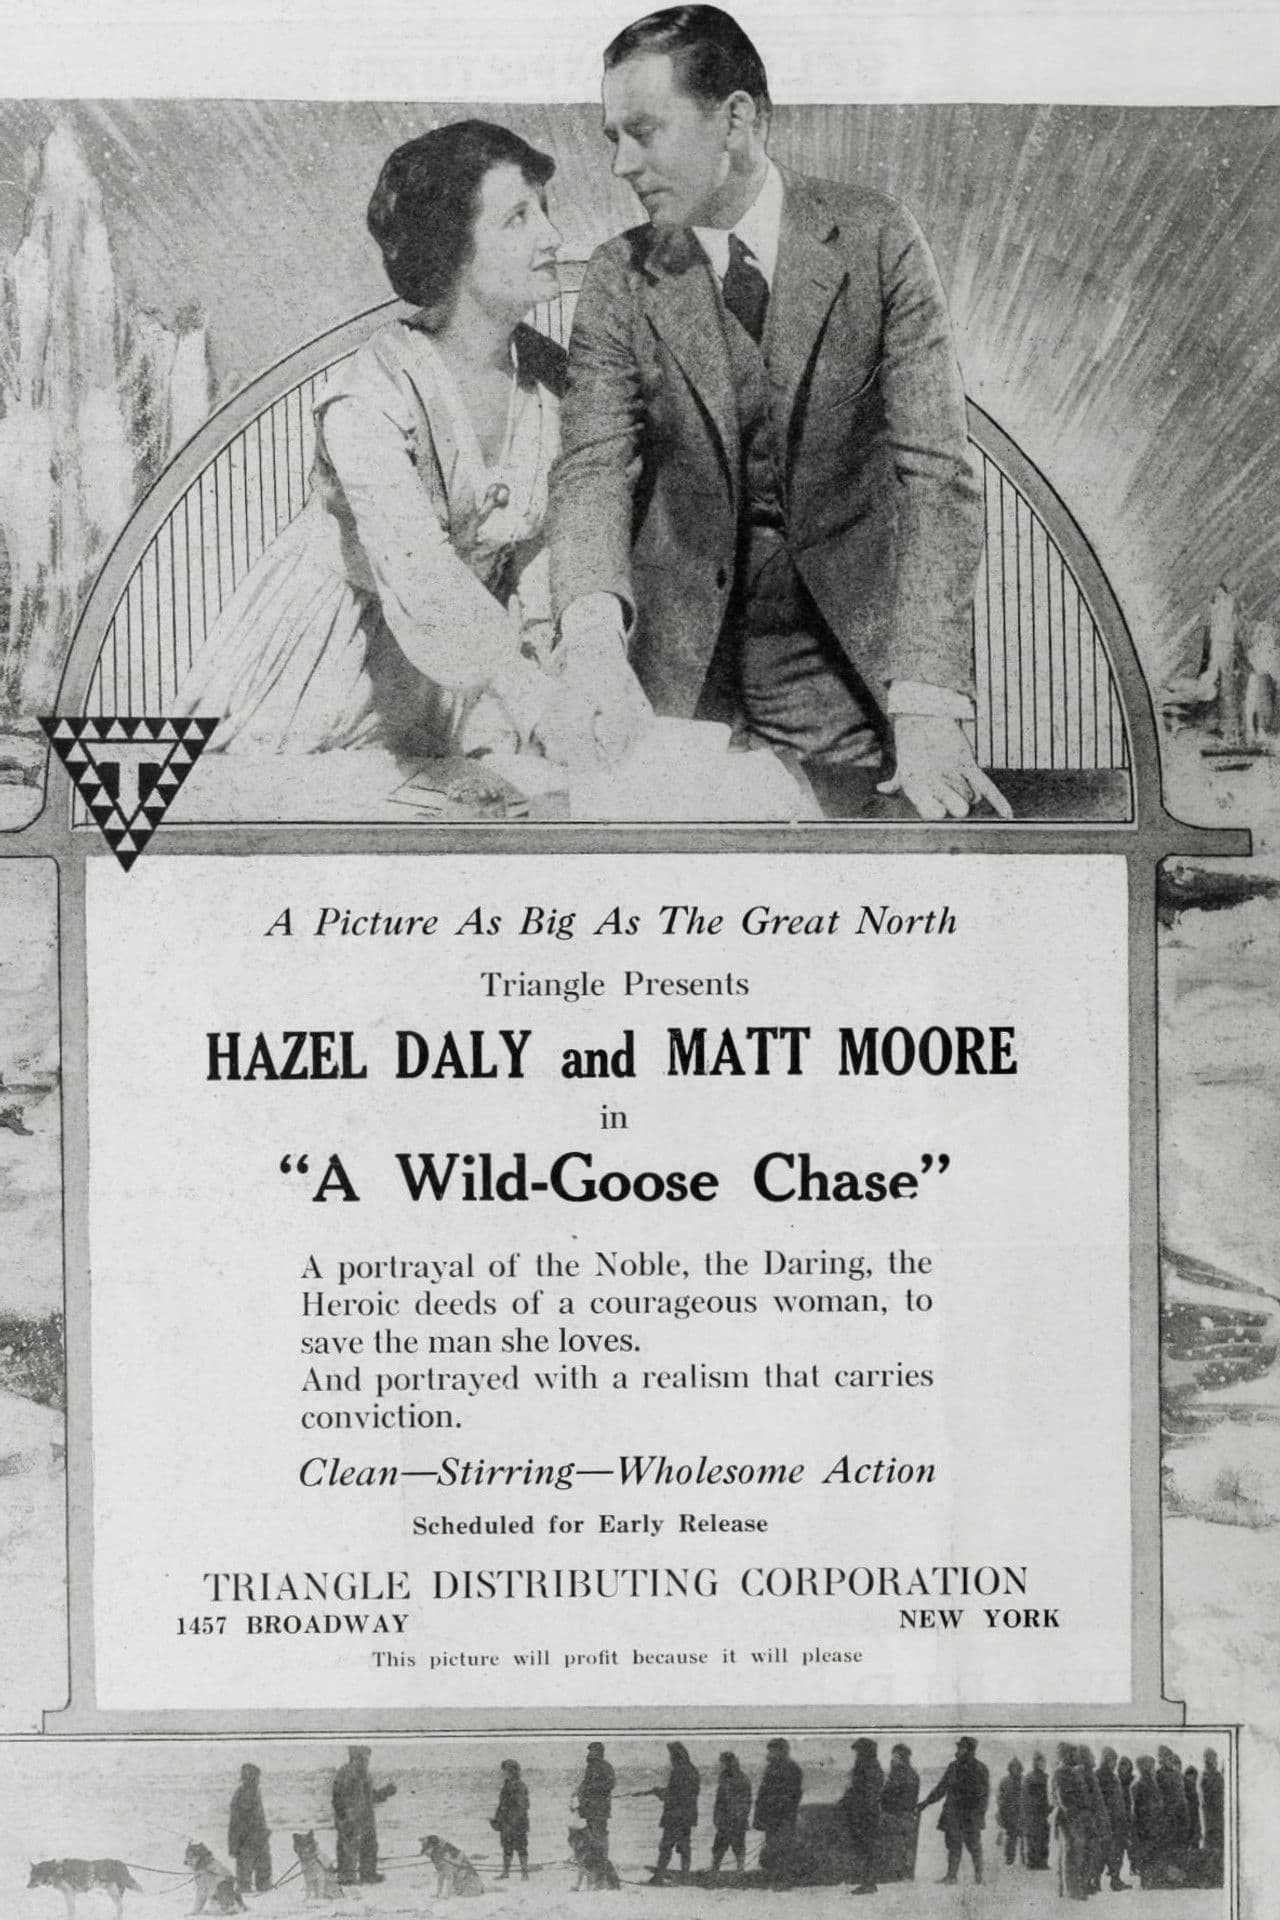 T
A Picture As Big As The Great North
Triangle Presents
HAZEL DALY and MATT MOORE
in
“A Wild-Goose Chase”
A portrayal of the Noble, the Daring, the
Heroic deeds of a courageous woman, to
save the man she loves.
And portrayed with a realism that carries
conviction.
Clean—Stirring—Wholesome Action
Scheduled for Early Release
TRIANGLE DISTRIBUTING CORPORATION
1457 BROADWAY NEW YORK
This picture will profit because it will please